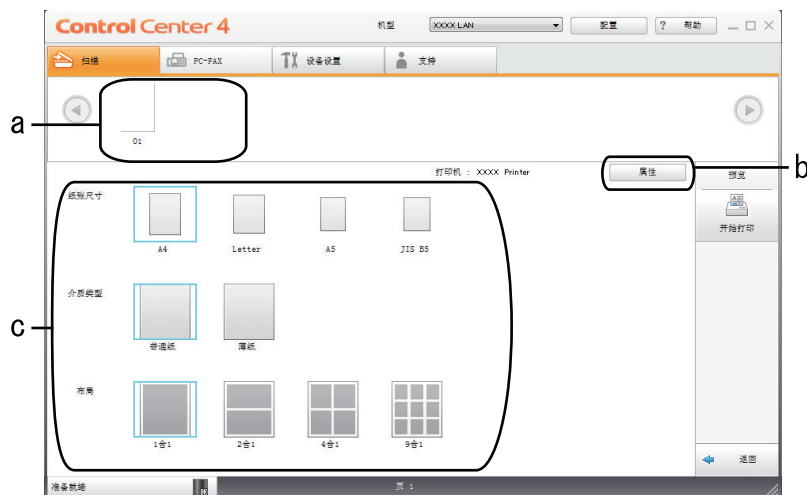 Control Center 4
机型
XXXX LAN
配置
? 帮助
扫描
PC-FAX
设备设置
支持
a
01
打印机 : XXXX Printer
属性
b
预览
开始打印
纸张尺寸
A4
Letter
A5
JIS B5
c
介质类型
普通纸
薄纸
布局
1合1
2合1
4合1
9合1
返回
准备就绪
页 1